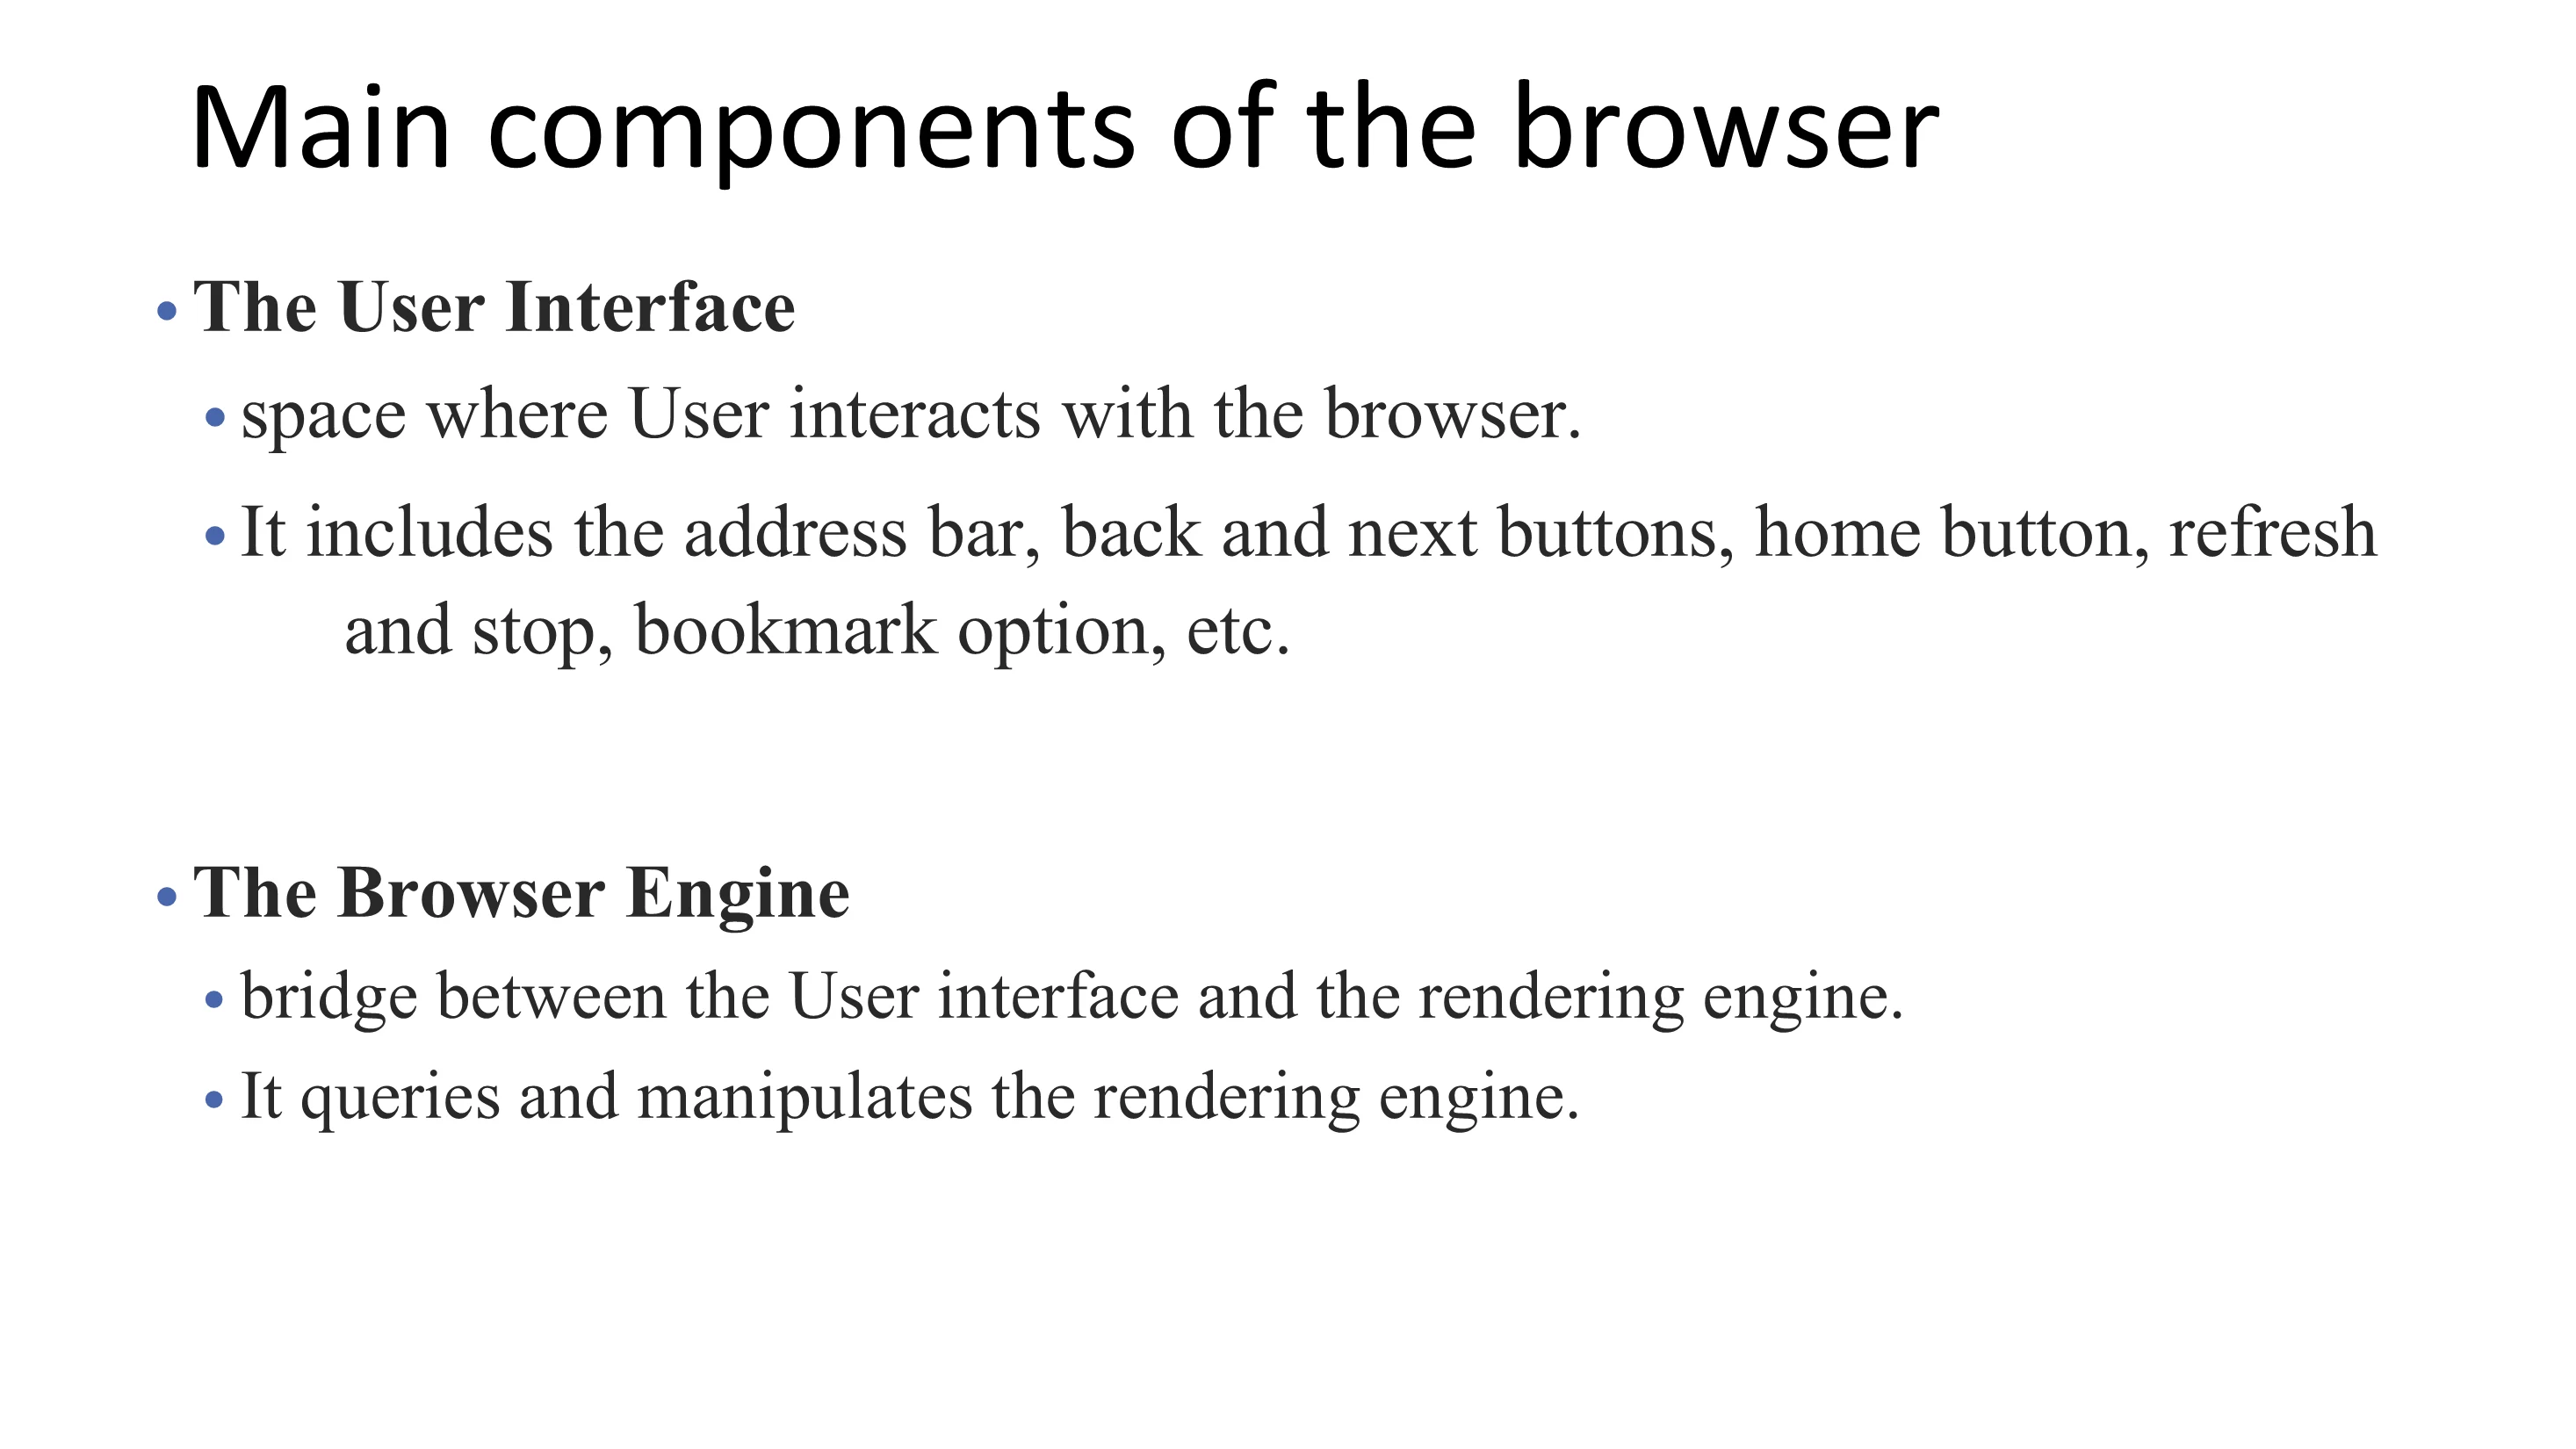 Main components of the browser
• The User Interface
• space where User interacts with the browser.
• It includes the address bar, back and next buttons, home button, refresh
and stop, bookmark option, etc.
• The Browser Engine
• bridge between the User interface and the rendering engine.
• It queries and manipulates the rendering engine.